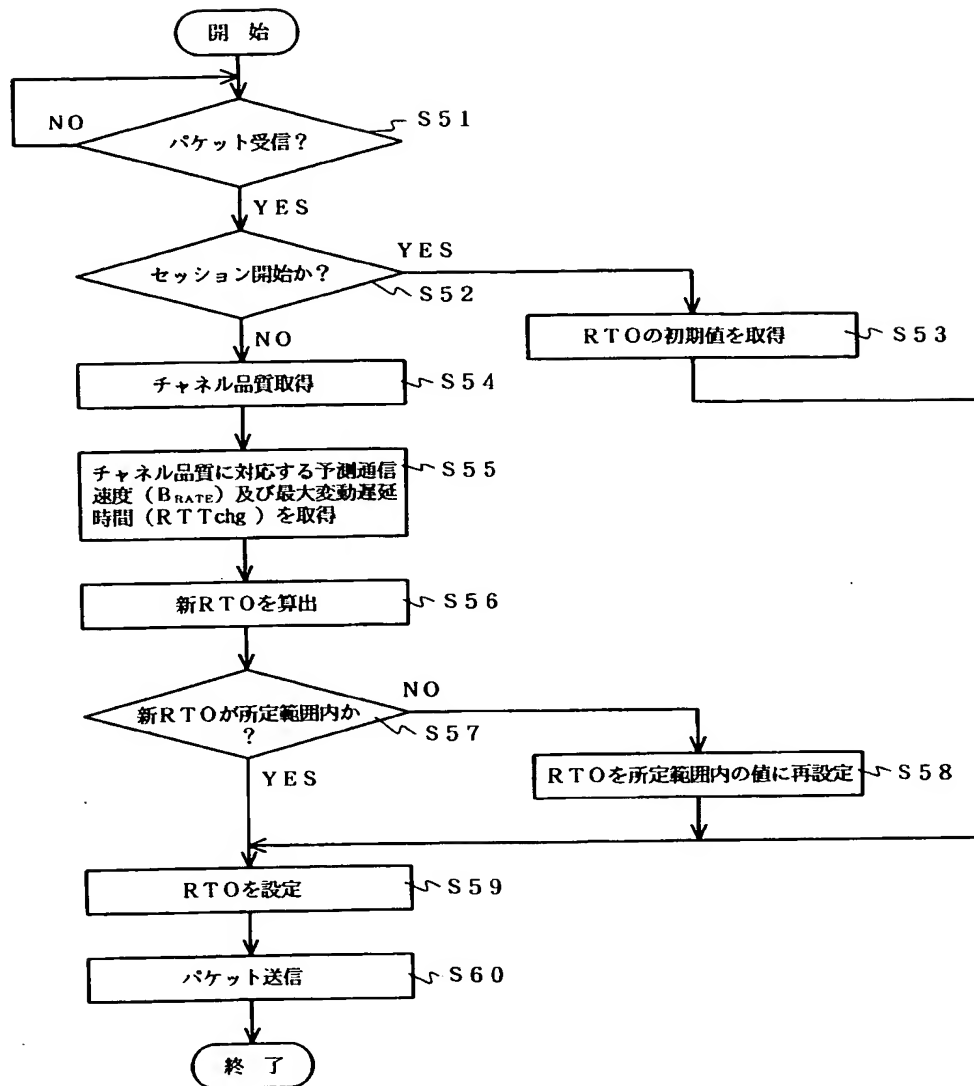 開 始
NO
パケット受信?
S51
YES
セッション開始か?
YES
S52
NO
RTOの初期値を取得
S53
チャネル品質取得
S54
チャネル品質に対応する予測通信
速度(BRATE)及び最大変動遅延
時間(RTTchg)を取得
S55
新RTOを算出
S56
新RTOが所定範囲内か
?
NO
S57
YES
RTOを所定範囲内の値に再設定
S58
RTOを設定
S59
パケット送信
S60
終 了